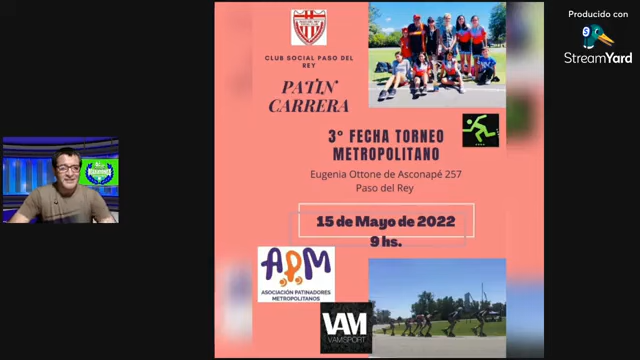 Producido con
StreamYard
CLUB SOCIAL PASO DEL
REY
PATIN
CARRERA
3° FECHA TORNEO
METROPOLITANO
Eugenia Ottone de Asconapé 257
Paso del Rey
15 de Mayo de 2022
9 hs.
A.P.M
ASOCIACIÓN PATINADORES
METROPOLITANOS
VAM
VAMSPORT